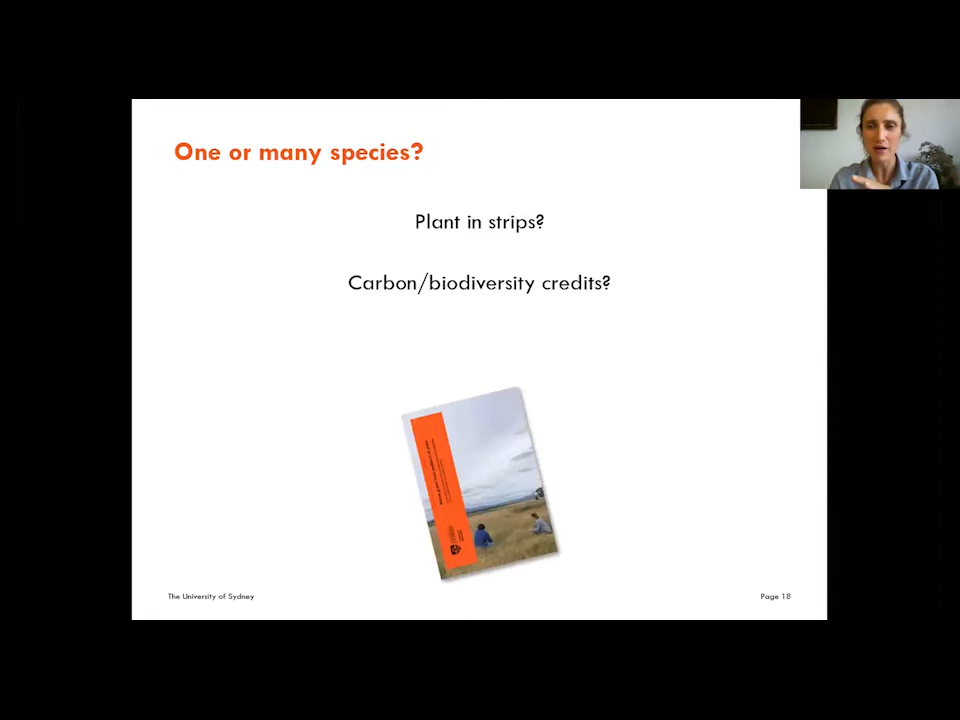 One or many species?
Plant in strips?
Carbon/biodiversity credits?
The University of Sydney
Page 18